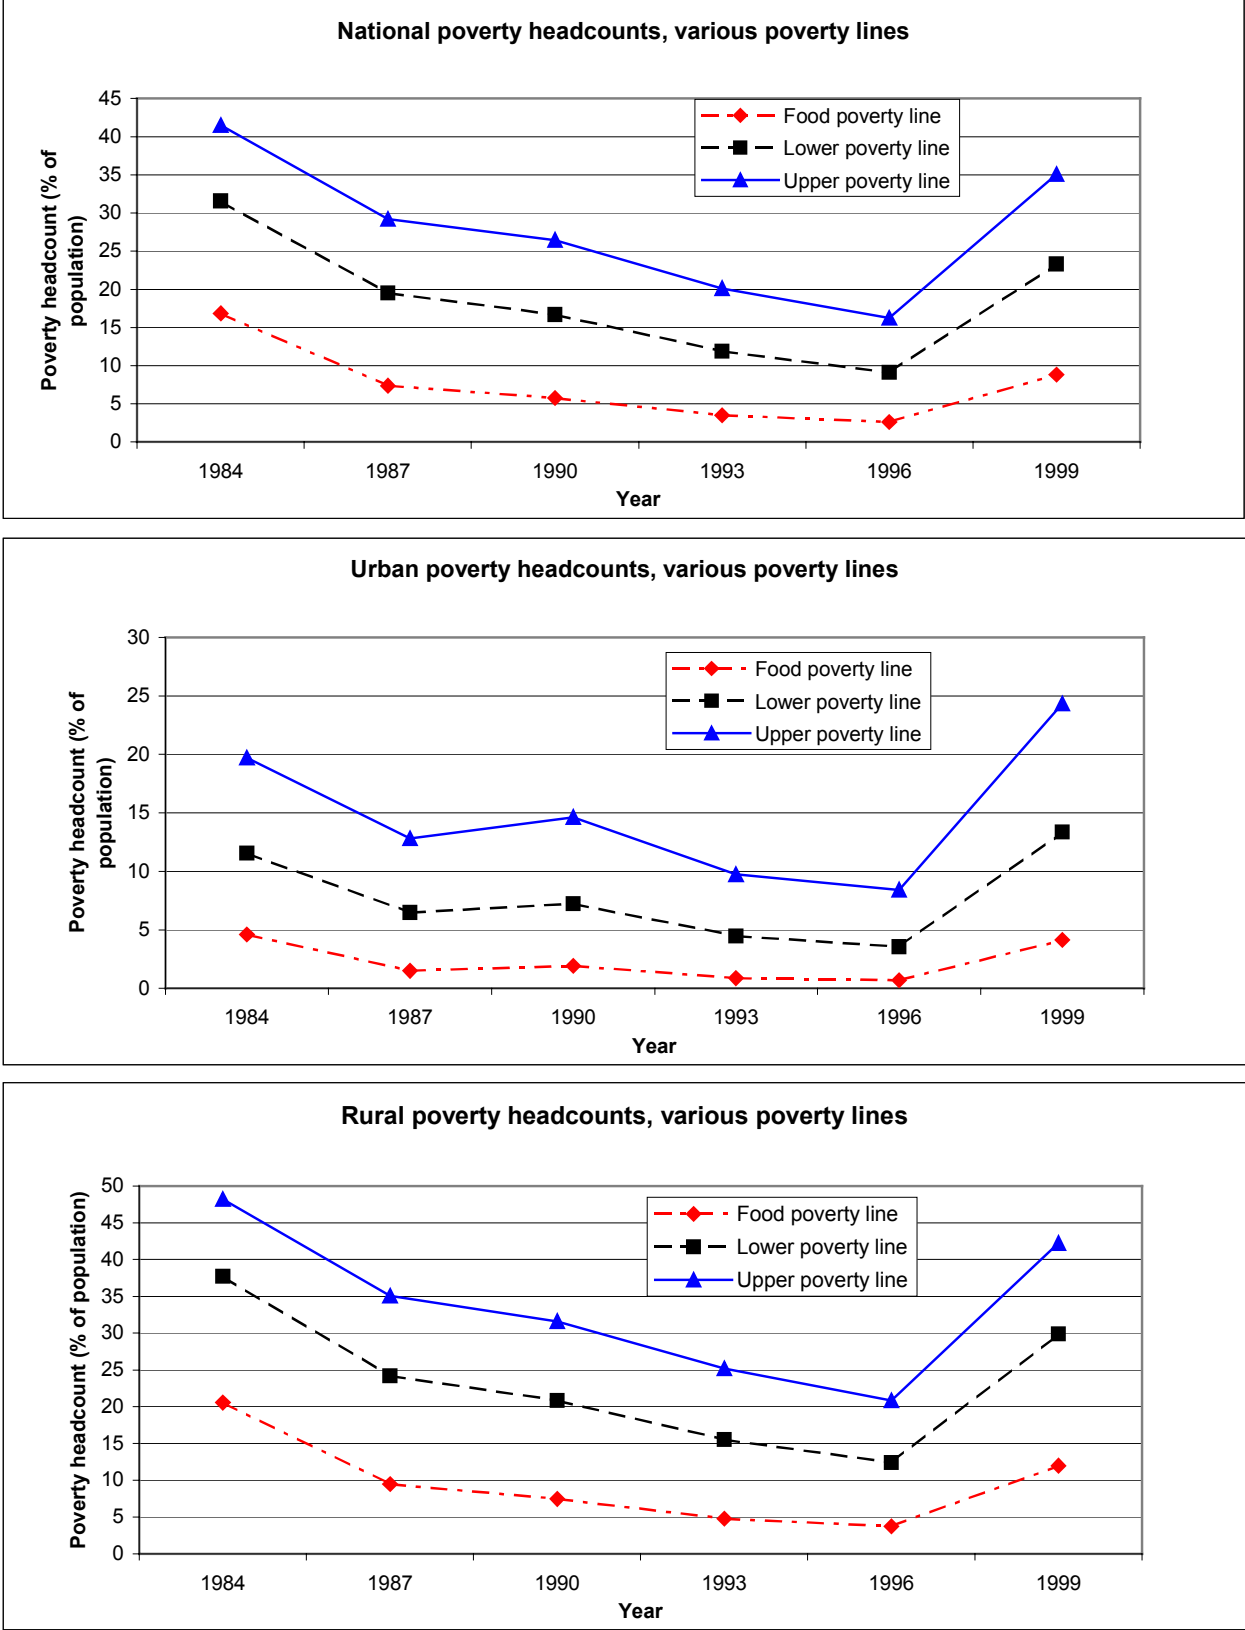 National poverty headcounts, various poverty lines
Poverty headcount (% of
population)
45
40
35
30
25
20
15
10
5
0
Food poverty line
Lower poverty line
Upper poverty line
1984 1987 1990 1993 1996 1999
Year
Urban poverty headcounts, various poverty lines
Poverty headcount (% of
population)
30
25
20
15
10
5
0
Food poverty line
Lower poverty line
Upper poverty line
1984 1987 1990 1993 1996 1999
Year
Rural poverty headcounts, various poverty lines
Poverty headcount (% of population)
50
45
40
35
30
25
20
15
10
5
0
Food poverty line
Lower poverty line
Upper poverty line
1984 1987 1990 1993 1996 1999
Year